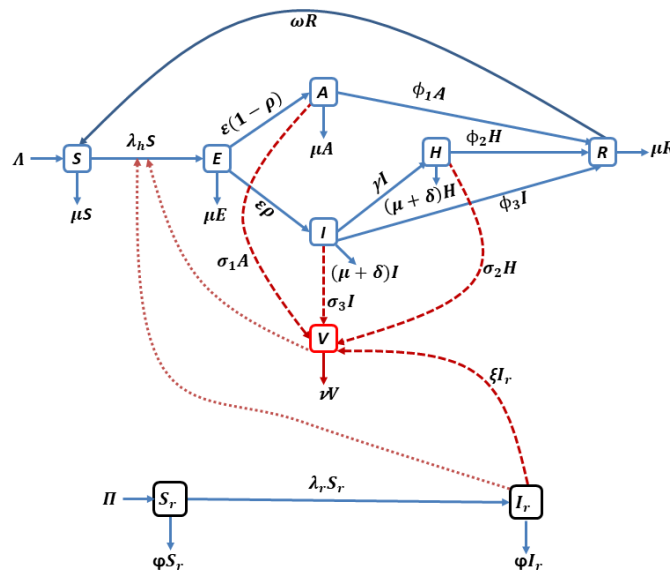 ωR
A
ε(1 − ρ)
ϕ₁A
λₕS
ϕ₂H
μA
Λ
S
E
H
R
μR
γI
(μ + δ)H
μS
μE
ερ
ϕ₃I
I
σ₁A
(μ + δ)I
σ₂H
σ₃I
V
ξIᵣ
νV
λᵣSᵣ
Π
Sᵣ
Iᵣ
φSᵣ
φIᵣ